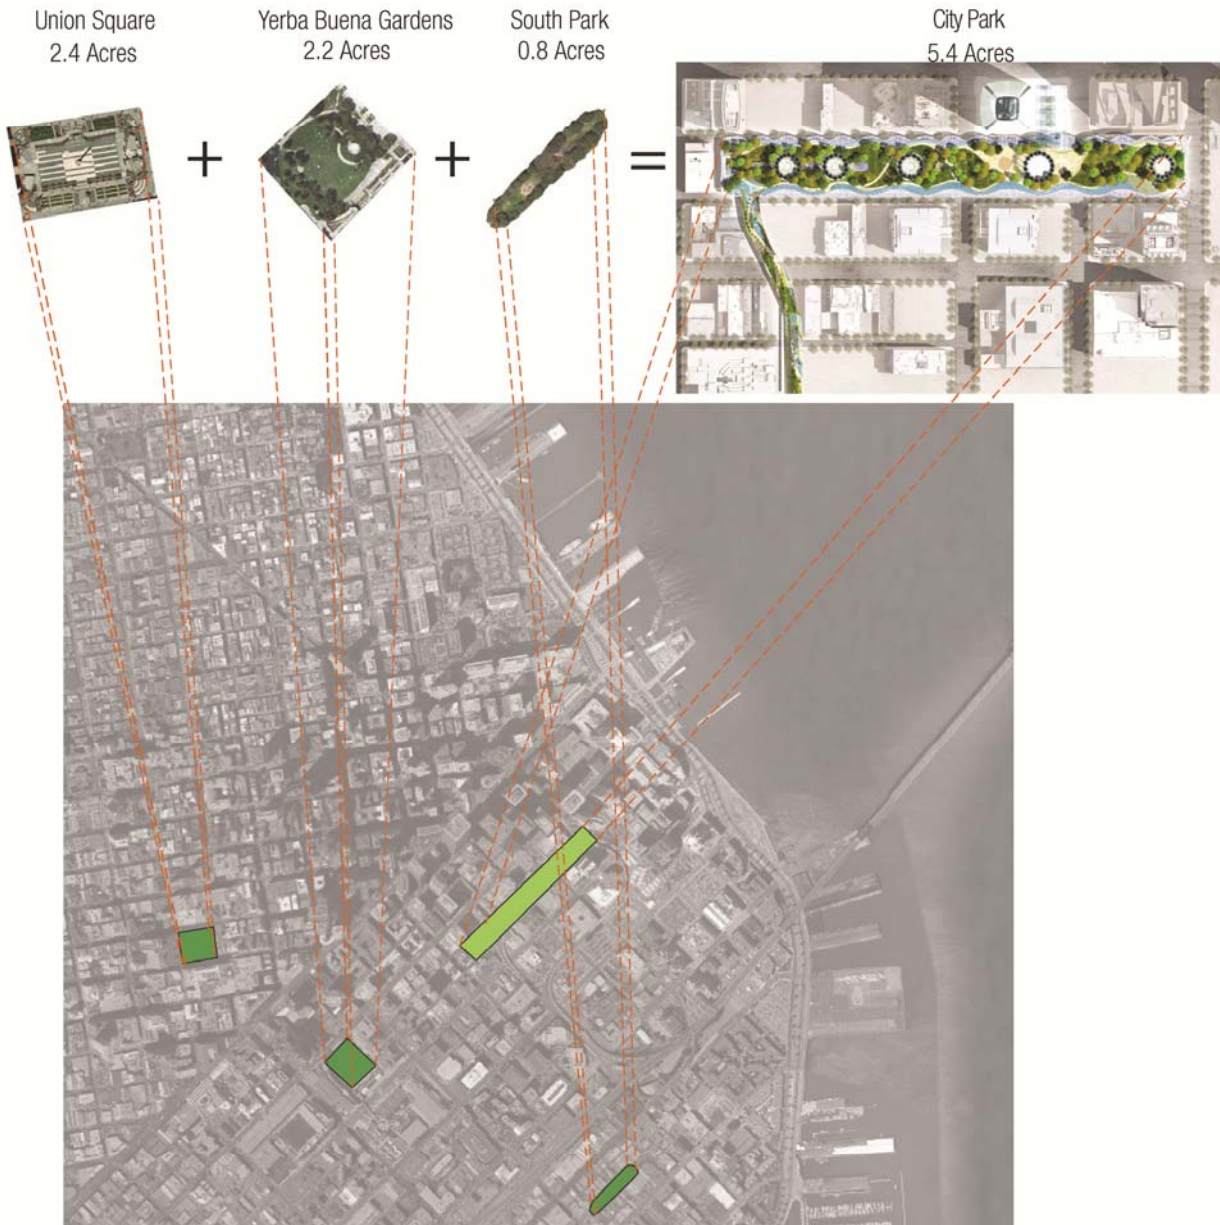 Union Square
2.4 Acres
Yerba Buena Gardens
2.2 Acres
South Park
0.8 Acres
City Park
5.4 Acres
+
+
=